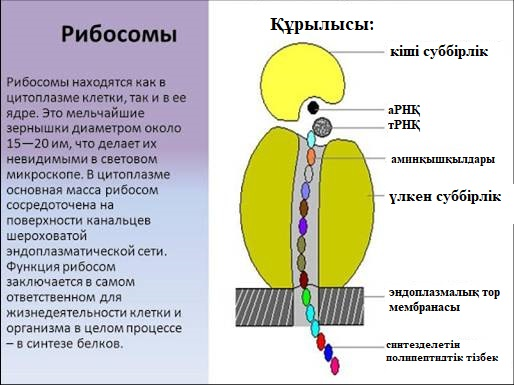 Рибосомы
Рибосомы находятся как в
цитоплазме клетки, так и в ее
ядре. Это мельчайшие
зернышки диаметром около
15—20 им, что делает их
невидимыми в световом
микроскопе. В цитоплазме
основная масса рибосом
сосредоточена на
поверхности канальцев
шероховатой
эндоплазматической сети.
Функция рибосом
заключается в самом
ответственном для
жизнедеятельности клетки и
организма в целом процессе
– в синтезе белков.
Құрылысы:
кіші суббірлік
аРНҚ
тРНҚ
аминқышқылдары
үлкен суббірлік
эндоплазмалық тор
мембранасы
синтезделетін
полипептидтік тізбек